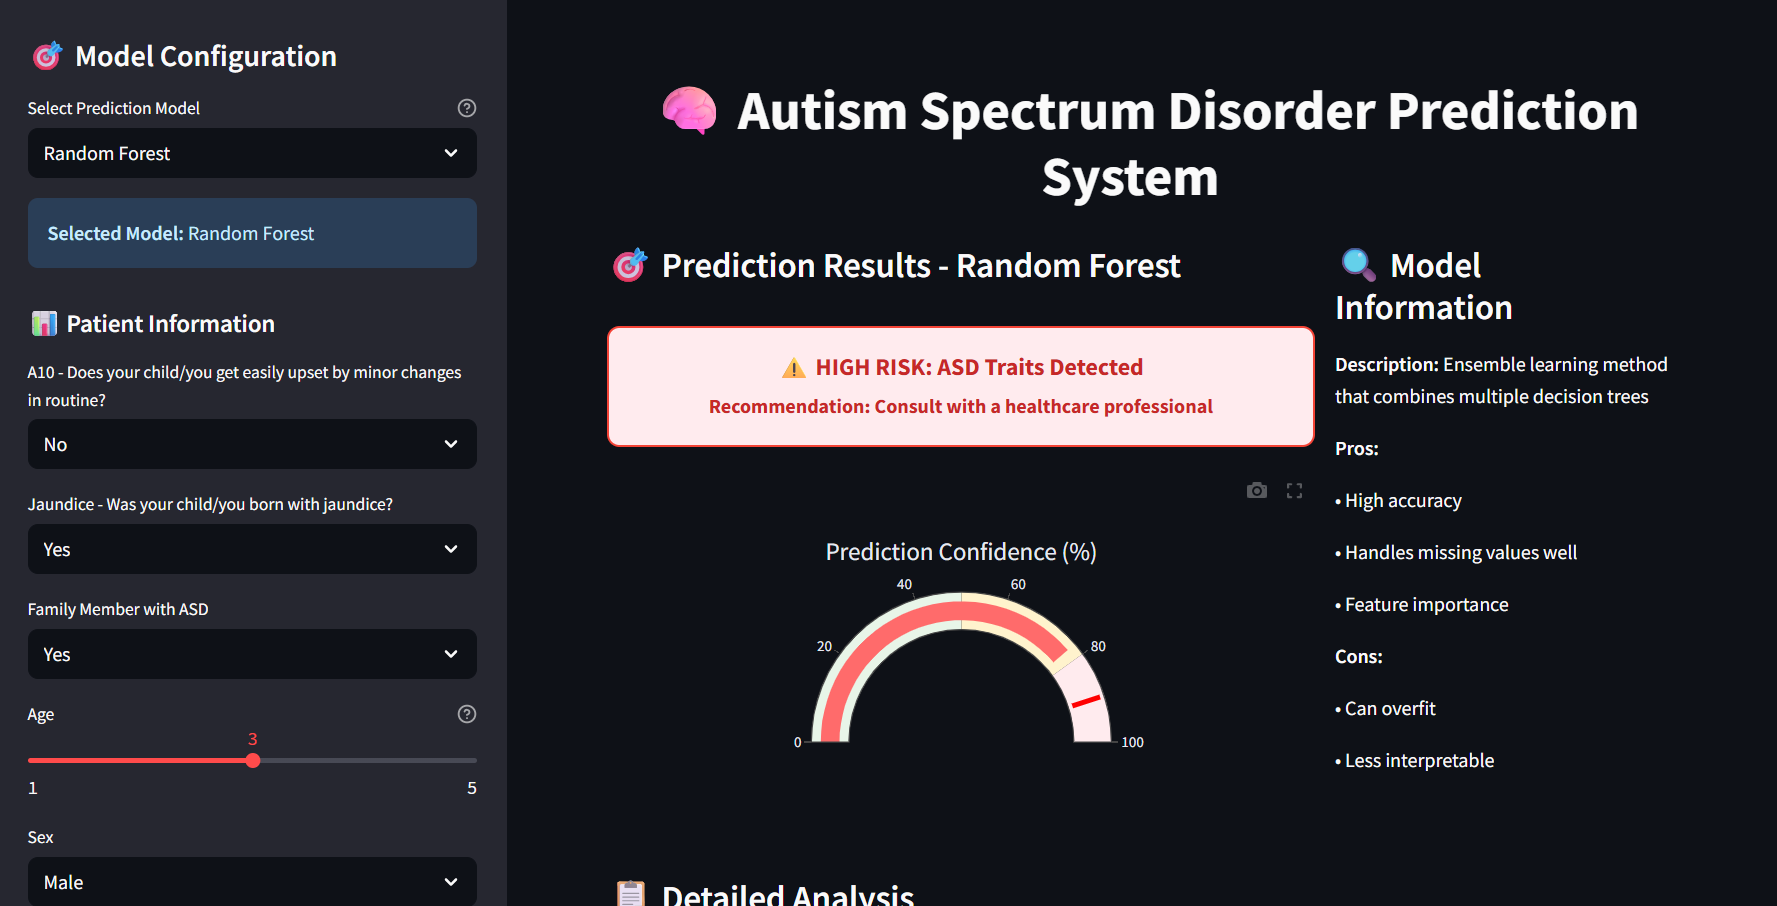 Model Configuration
Select Prediction Model
Random Forest
Selected Model: Random Forest
Patient Information
A10 - Does your child/you get easily upset by minor changes
in routine?
No
Jaundice - Was your child/you born with jaundice?
Yes
Family Member with ASD
Yes
Age
3
1
5
Sex
Male
Autism Spectrum Disorder Prediction
System
Prediction Results - Random Forest
HIGH RISK: ASD Traits Detected
Recommendation: Consult with a healthcare professional
Prediction Confidence (%)
0
20
40
60
80
100
Detailed Analysis
Model
Information
Description: Ensemble learning method
that combines multiple decision trees
Pros:
• High accuracy
• Handles missing values well
• Feature importance
Cons:
• Can overfit
• Less interpretable